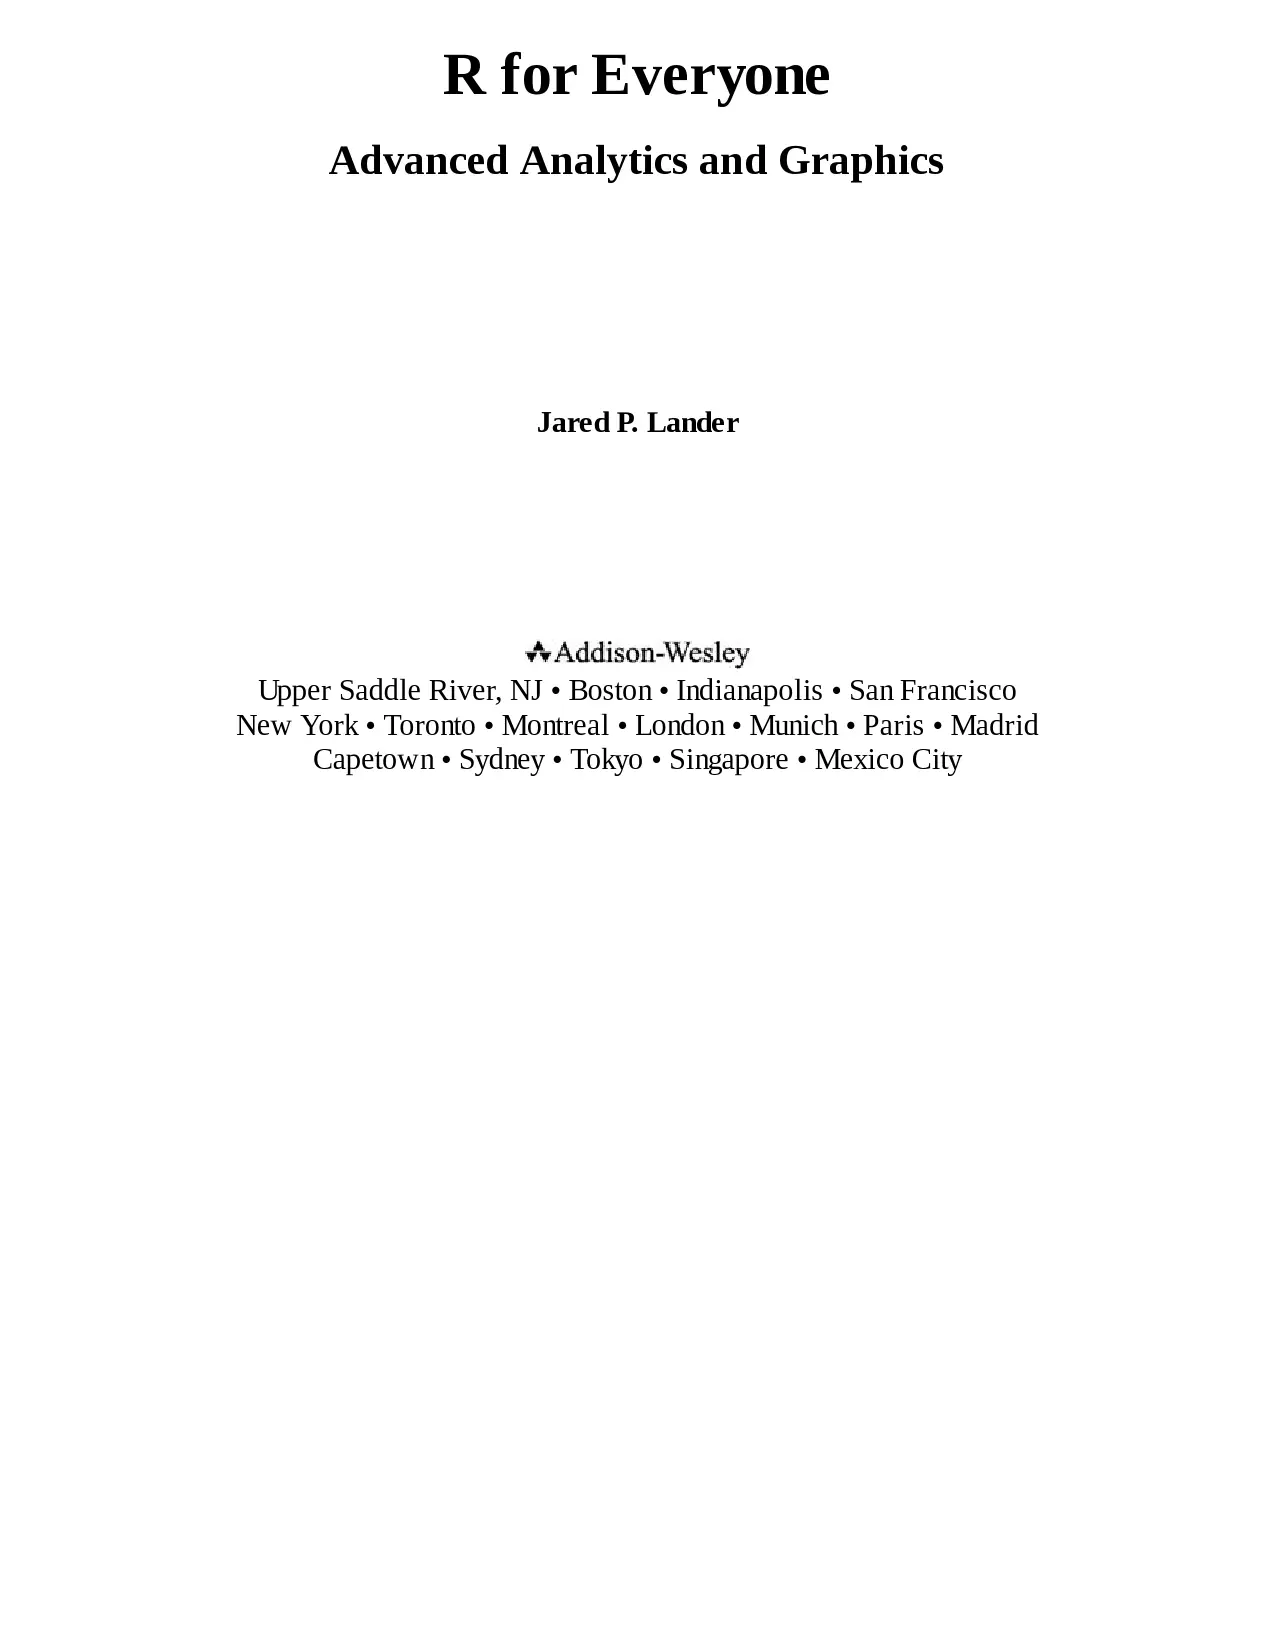 R for Everyone
Advanced Analytics and Graphics
Jared P. Lander
Addison-Wesley
Upper Saddle River, NJ • Boston • Indianapolis • San Francisco
New York • Toronto • Montreal • London • Munich • Paris • Madrid
Capetown • Sydney • Tokyo • Singapore • Mexico City